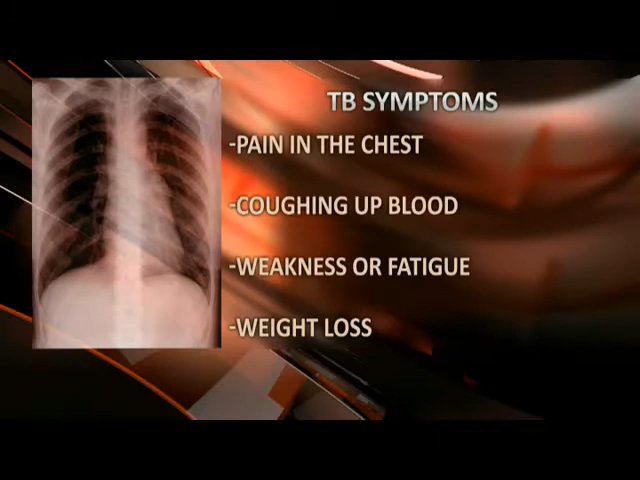 TB SYMPTOMS
-PAIN IN THE CHEST
-COUGHING UP BLOOD
-WEAKNESS OR FATIGUE
-WEIGHT LOSS